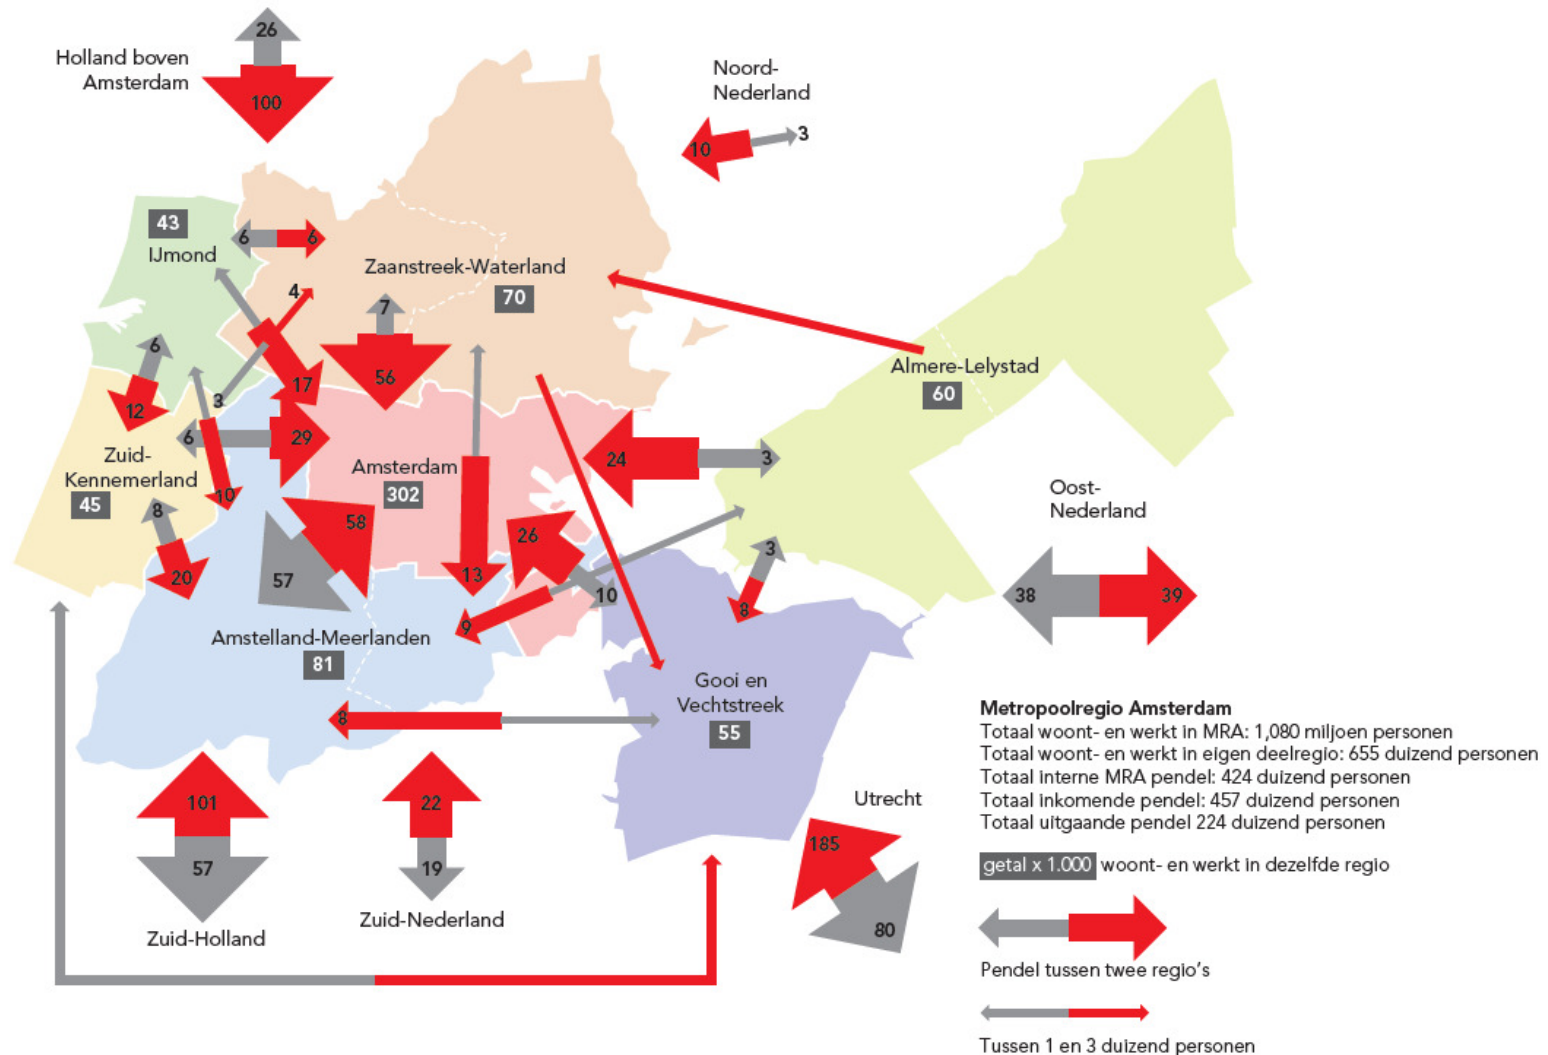 26
Holland boven
Amsterdam
100
Noord-
Nederland
10
3
43
IJmond
6
6
Zaanstreek-Waterland
70
4
7
56
17
6
12
3
6
29
Zuid-
Kennemerland
45
10
8
20
Amsterdam
302
58
57
13
26
10
9
24
3
Almere-Lelystad
60
3
8
Oost-
Nederland
38
39
Amstelland-Meerlanden
81
Gooi en
Vechtstreek
55
8
101
57
Zuid-Holland
22
19
Zuid-Nederland
Utrecht
185
80
Metropoolregio Amsterdam
Totaal woont- en werkt in MRA: 1,080 miljoen personen
Totaal woont- en werkt in eigen deelregio: 655 duizend personen
Totaal interne MRA pendel: 424 duizend personen
Totaal inkomende pendel: 457 duizend personen
Totaal uitgaande pendel 224 duizend personen
getal x 1.000 woont- en werkt in dezelfde regio
Pendel tussen twee regio's
Tussen 1 en 3 duizend personen